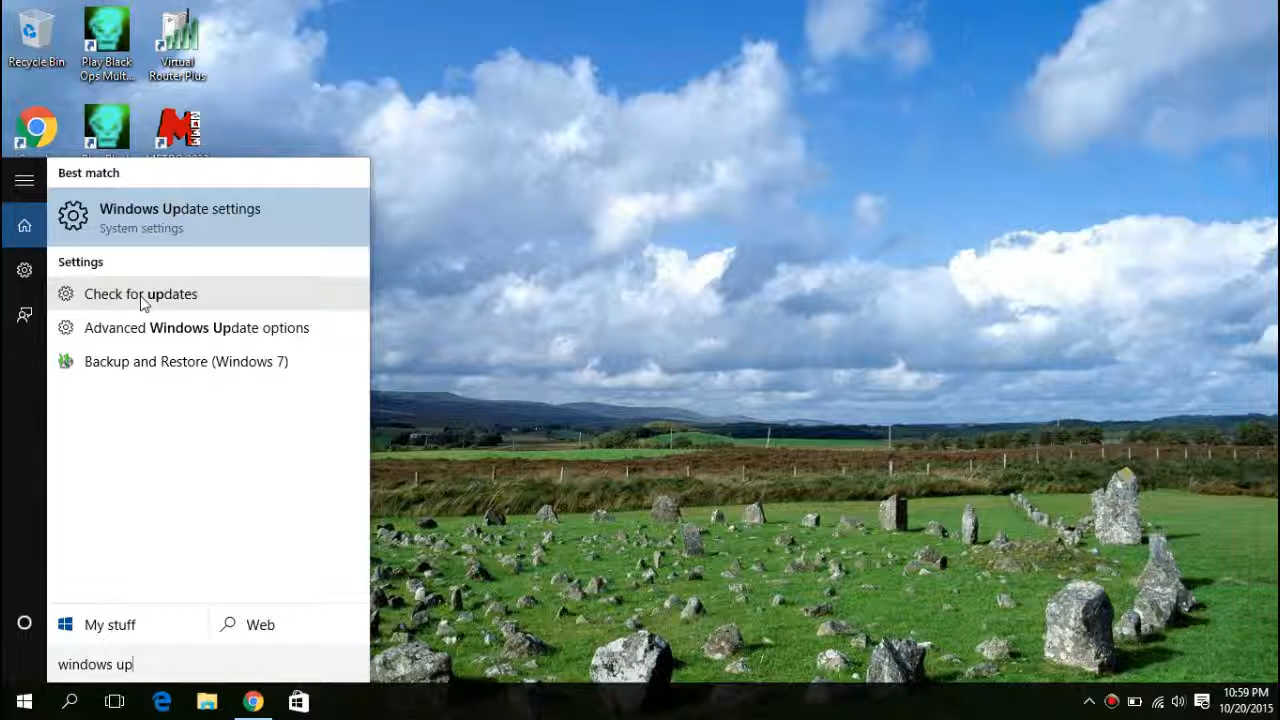 Recycle Bin
Play Black
Ops Mult...
Virtual
Router Plus
Best match
Windows Update settings
System settings
Settings
Check for updates
Advanced Windows Update options
Backup and Restore (Windows 7)
My stuff
Web
windows up
10:59 PM
10/20/2015